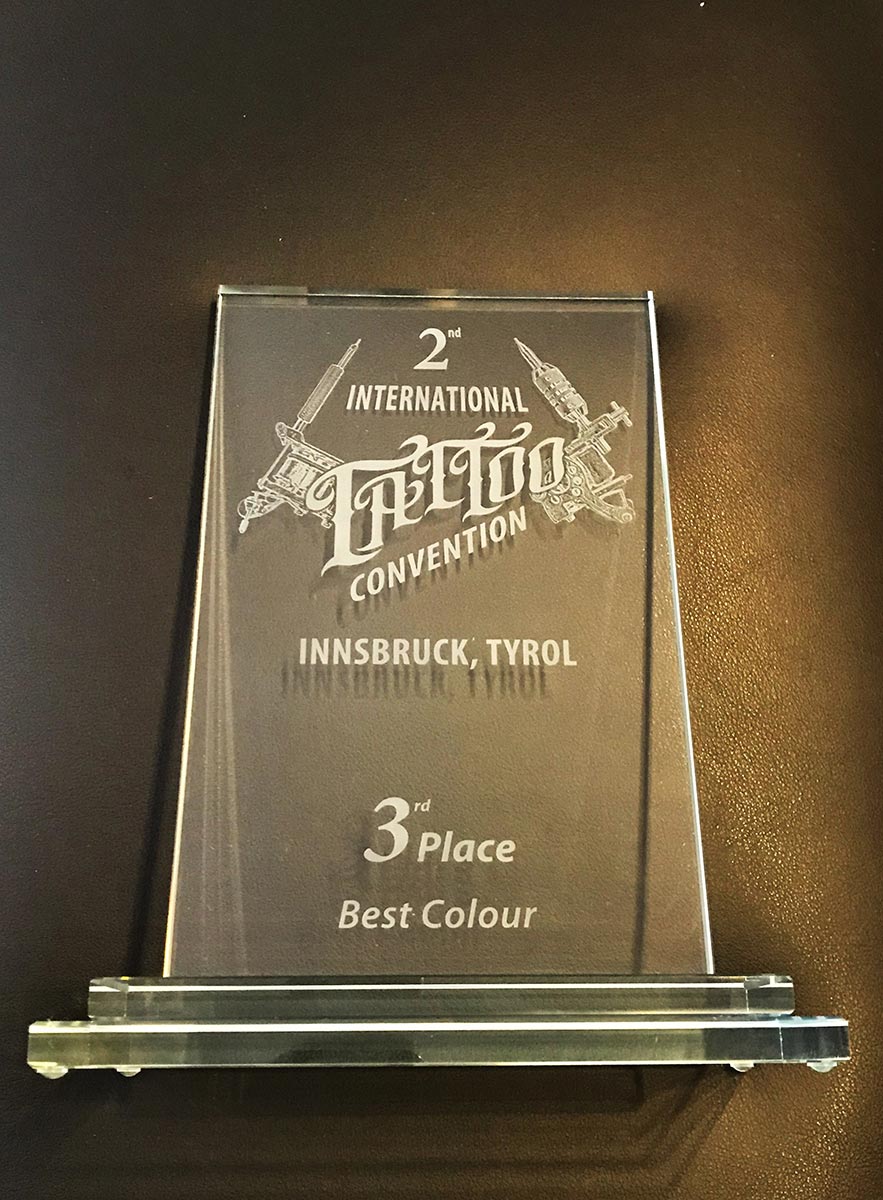 2nd
INTERNATIONAL
TATTOO
CONVENTION
INNSBRUCK, TYROL
3rd Place
Best Colour